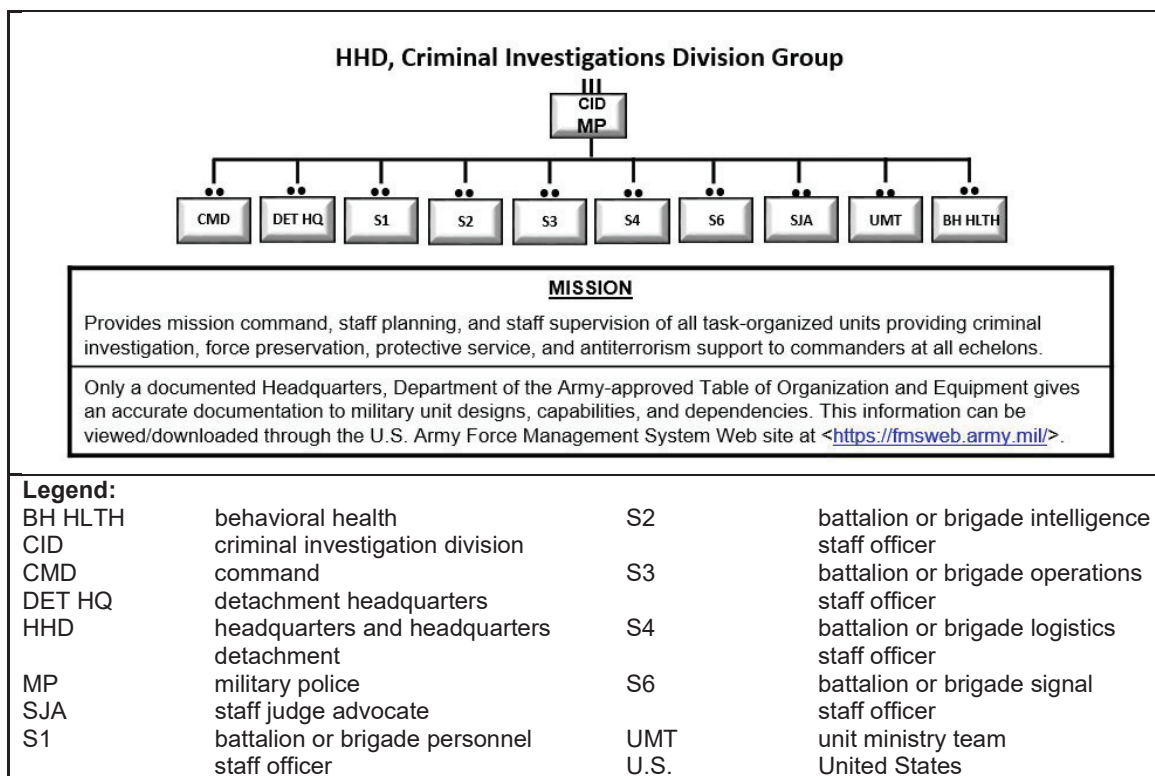 HHD, Criminal Investigations Division Group
III
CID
MP
CMD
DET HQ
S1
S2
S3
S4
S6
SJA
UMT
BH HLTH
MISSION
Provides mission command, staff planning, and staff supervision of all task-organized units providing criminal
investigation, force preservation, protective service, and antiterrorism support to commanders at all echelons.
Only a documented Headquarters, Department of the Army-approved Table of Organization and Equipment gives
an accurate documentation to military unit designs, capabilities, and dependencies. This information can be
viewed/downloaded through the U.S. Army Force Management System Web site at <https://fmsweb.army.mil/>.
Legend:
BH HLTH behavioral health
CID criminal investigation division
CMD command
DET HQ detachment headquarters
HHD headquarters and headquarters
detachment
MP military police
SJA staff judge advocate
S1 battalion or brigade personnel
staff officer
S2 battalion or brigade intelligence
staff officer
S3 battalion or brigade operations
staff officer
S4 battalion or brigade logistics
staff officer
S6 battalion or brigade signal
staff officer
UMT unit ministry team
U.S. United States